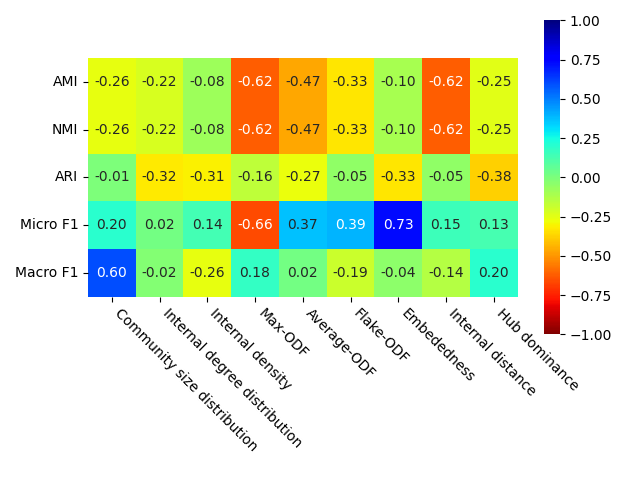 AMI -0.26 -0.22 -0.08 -0.62 -0.47 -0.33 -0.10 -0.62 -0.25
NMI -0.26 -0.22 -0.08 -0.62 -0.47 -0.33 -0.10 -0.62 -0.25
ARI -0.01 -0.32 -0.31 -0.16 -0.27 -0.05 -0.33 -0.05 -0.38
Micro F1 0.20 0.02 0.14 -0.66 0.37 0.39 0.73 0.15 0.13
Macro F1 0.60 -0.02 -0.26 0.18 0.02 -0.19 -0.04 -0.14 0.20
Community size distribution
Internal degree distribution
Internal density
Max-ODF
Average-ODF
Flake-ODF
Embededness
Internal distance
Hub dominance
1.00
0.75
0.50
0.25
0.00
−0.25
−0.50
−0.75
−1.00